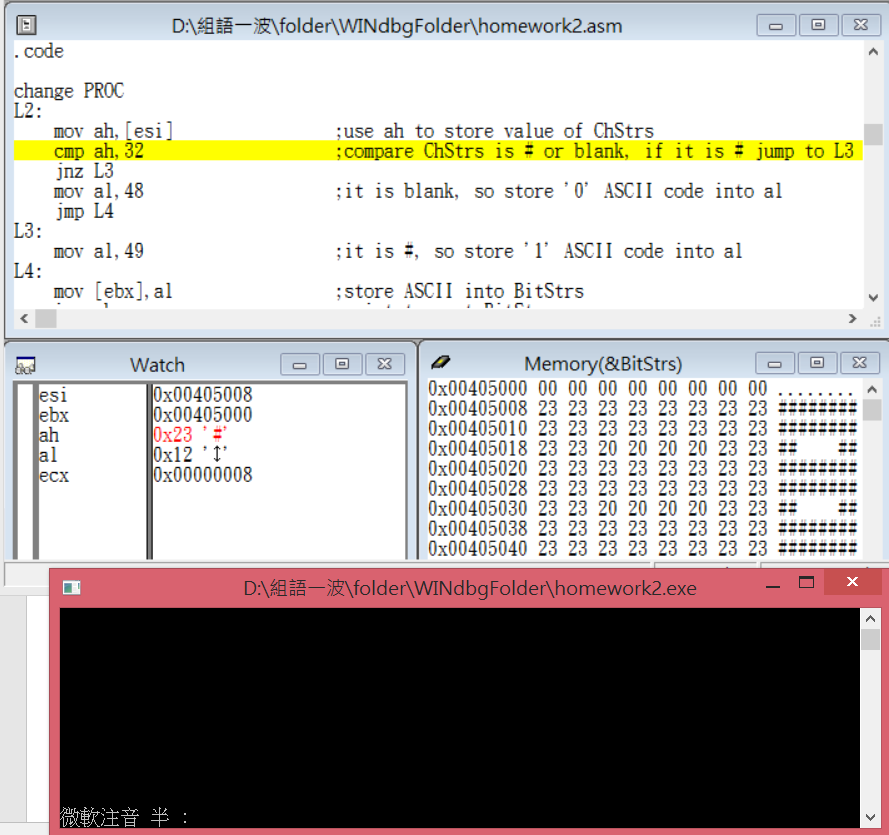 D:\組語一波\folder\WINdbgFolder\homework2.asm
.code
change PROC
L2:
mov ah,[esi] ;use ah to store value of ChStrs
cmp ah,32 ;compare ChStrs is # or blank, if it is # jump to L3
jnz L3
mov al,48 ;it is blank, so store '0' ASCII code into al
jmp L4
L3:
mov al,49 ;it is #, so store '1' ASCII code into al
L4:
mov [ebx],al ;store ASCII into BitStrs
Watch
esi 0x00405008
ebx 0x00405000
ah 0x23 '#'
al 0x12 '↕'
ecx 0x00000008
Memory(&BitStrs)
0x00405000 00 00 00 00 00 00 00 00 ........
0x00405008 23 23 23 23 23 23 23 23 ########
0x00405010 23 23 23 23 23 23 23 23 ########
0x00405018 23 23 20 20 20 20 23 23 ##    ##
0x00405020 23 23 23 23 23 23 23 23 ########
0x00405028 23 23 23 23 23 23 23 23 ########
0x00405030 23 23 20 20 20 20 23 23 ##    ##
0x00405038 23 23 23 23 23 23 23 23 ########
0x00405040 23 23 23 23 23 23 23 23 ########
D:\組語一波\folder\WINdbgFolder\homework2.exe
微軟注音 半 :